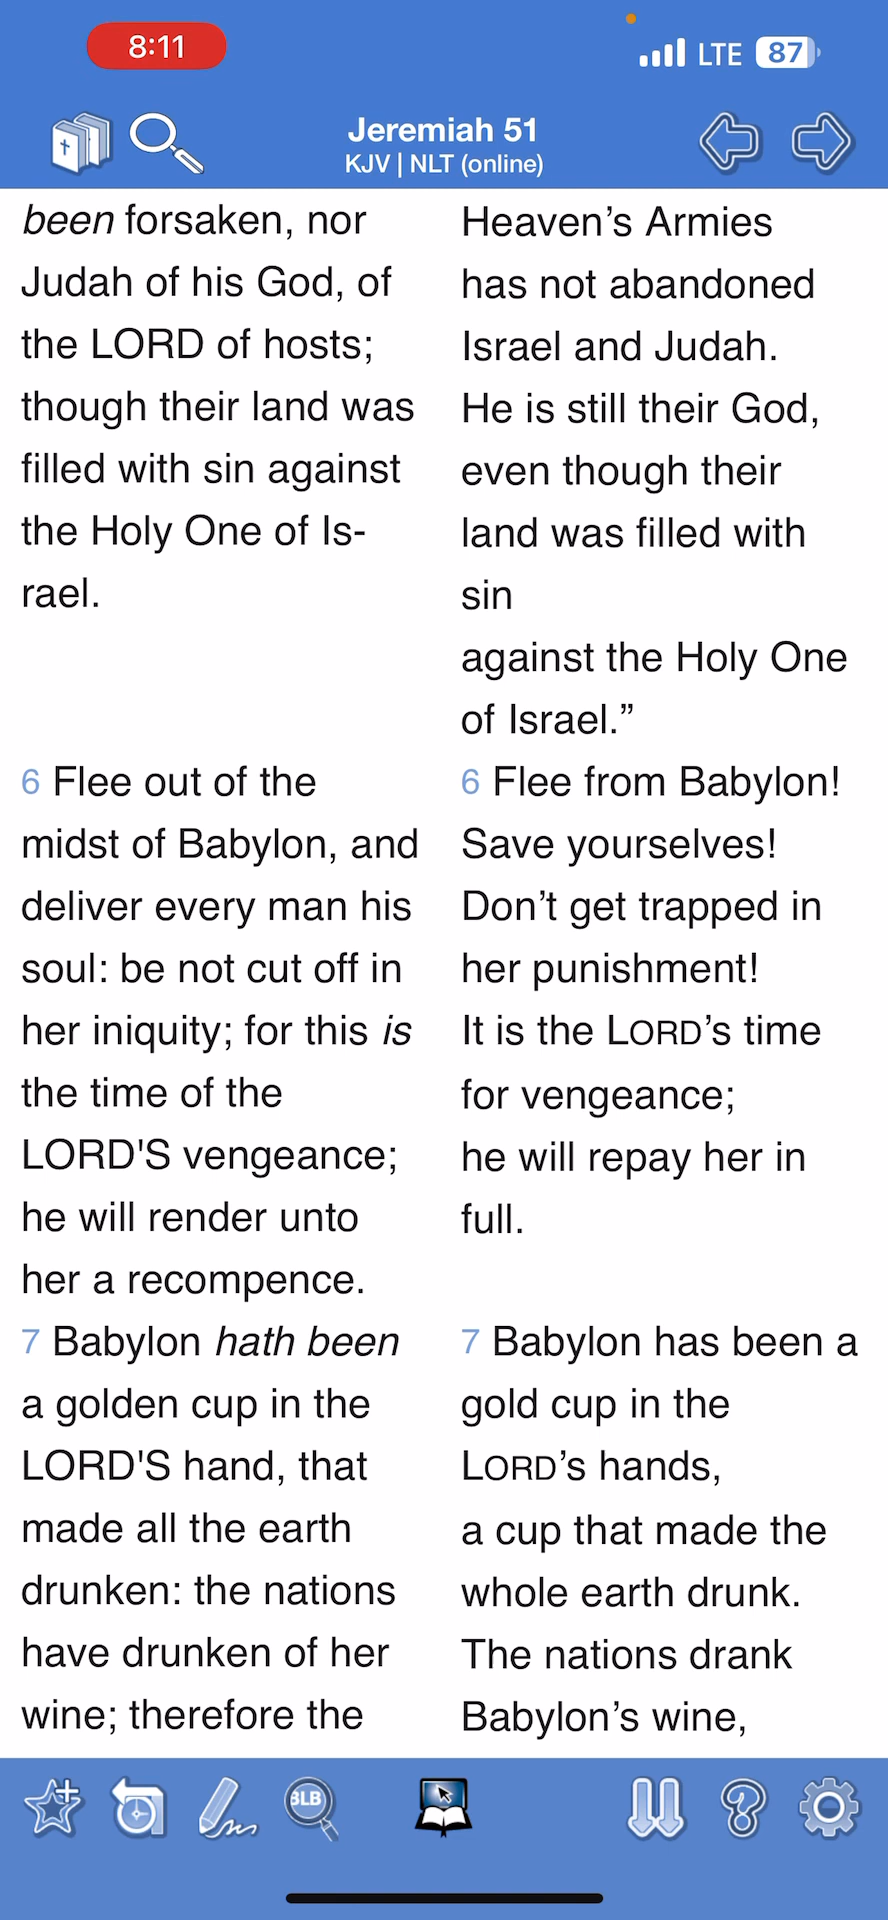 8:11
LTE 87
Jeremiah 51
KJV | NLT (online)
been forsaken, nor
Judah of his God, of
the LORD of hosts;
though their land was
filled with sin against
the Holy One of Is-
rael.
6 Flee out of the
midst of Babylon, and
deliver every man his
soul: be not cut off in
her iniquity; for this is
the time of the
LORD'S vengeance;
he will render unto
her a recompence.
7 Babylon hath been
a golden cup in the
LORD'S hand, that
made all the earth
drunken: the nations
have drunken of her
wine; therefore the
Heaven’s Armies
has not abandoned
Israel and Judah.
He is still their God,
even though their
land was filled with
sin
against the Holy One
of Israel.”
6 Flee from Babylon!
Save yourselves!
Don’t get trapped in
her punishment!
It is the LORD’s time
for vengeance;
he will repay her in
full.
7 Babylon has been a
gold cup in the
LORD’s hands,
a cup that made the
whole earth drunk.
The nations drank
Babylon’s wine,
BLB